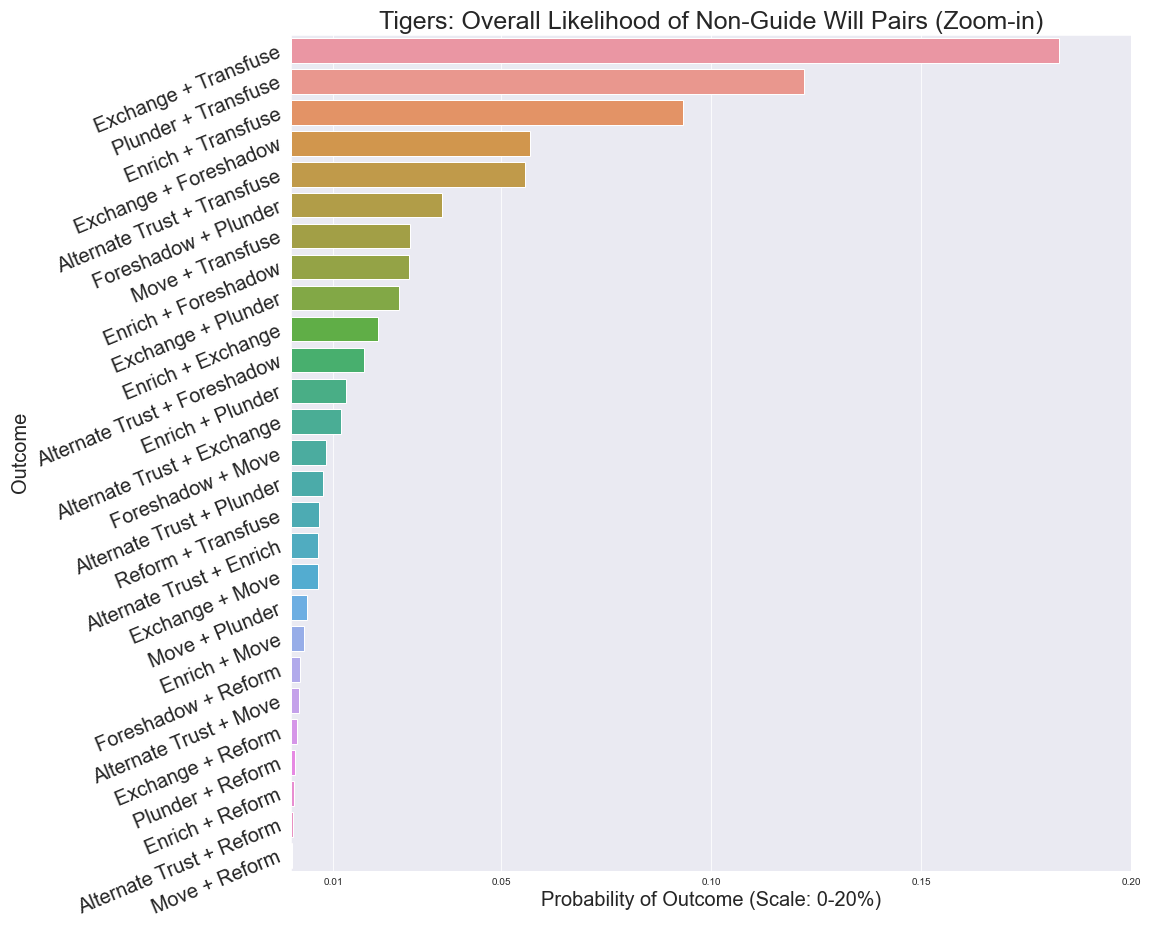 Tigers: Overall Likelihood of Non-Guide Will Pairs (Zoom-in)
Exchange + Transfuse
Plunder + Transfuse
Enrich + Transfuse
Exchange + Foreshadow
Alternate Trust + Transfuse
Foreshadow + Plunder
Move + Transfuse
Enrich + Foreshadow
Exchange + Plunder
Enrich + Exchange
Alternate Trust + Foreshadow
Enrich + Plunder
Alternate Trust + Exchange
Foreshadow + Move
Alternate Trust + Plunder
Reform + Transfuse
Alternate Trust + Enrich
Exchange + Move
Move + Plunder
Enrich + Move
Foreshadow + Reform
Alternate Trust + Move
Exchange + Reform
Plunder + Reform
Enrich + Reform
Alternate Trust + Reform
Move + Reform
Outcome
0.01 0.05 0.10 0.15 0.20
Probability of Outcome (Scale: 0-20%)